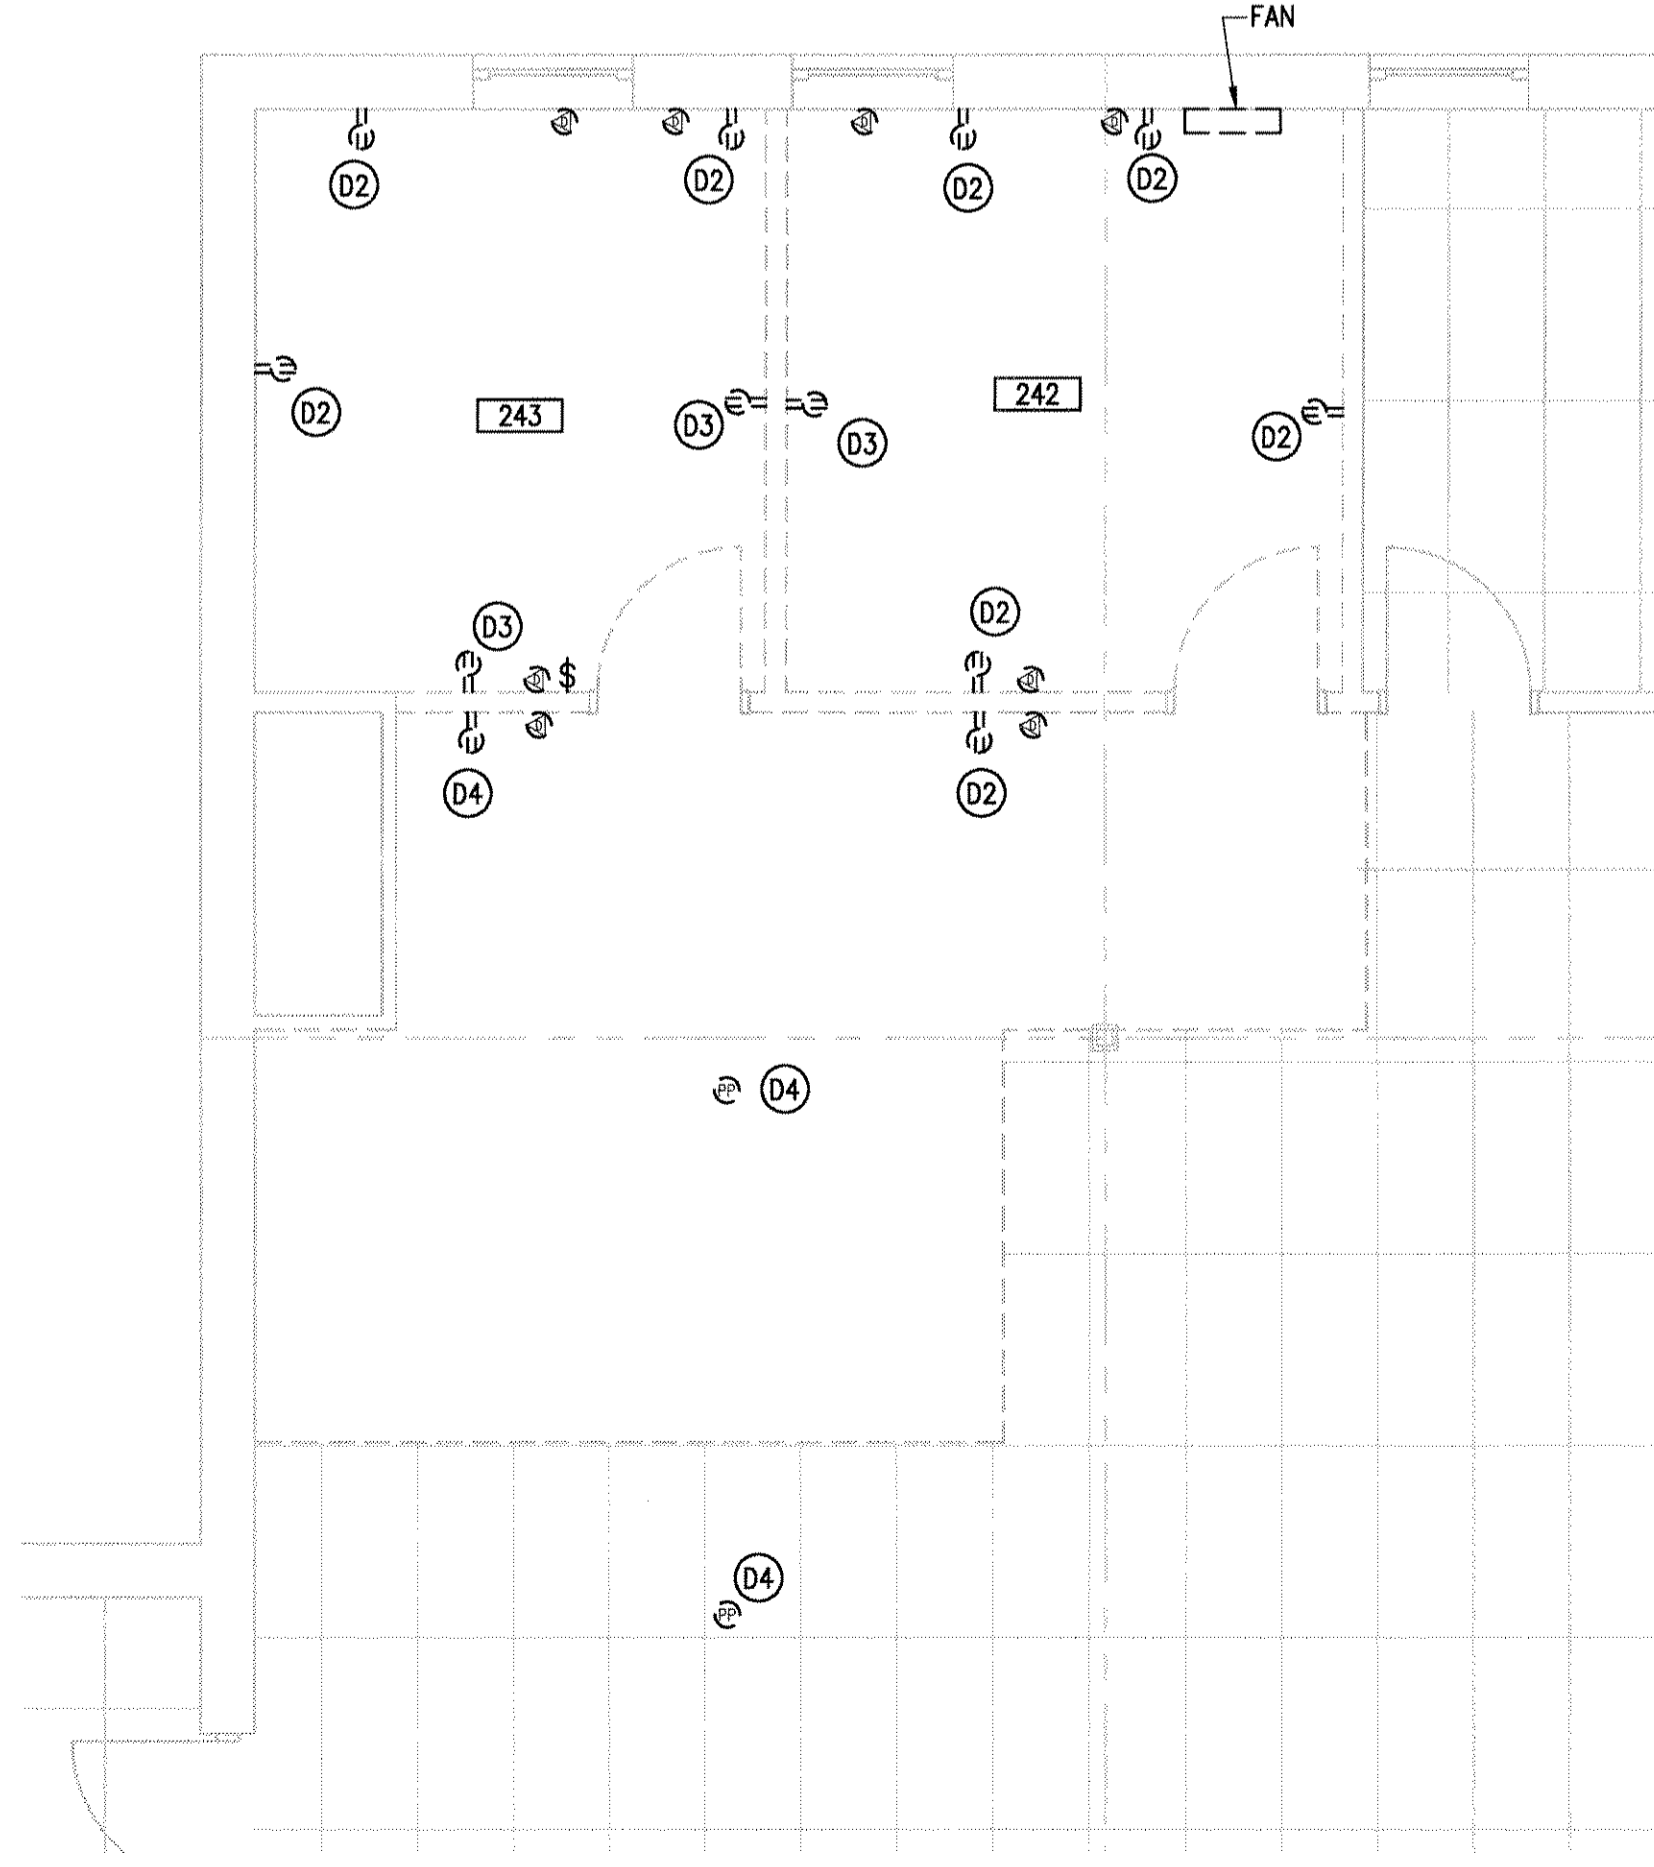 FAN
D D D D
D2 D2 D2 D2
D2 243 D3 D3 242 D2
D3 D2
D $ D
D D
D4 D2
PP D4
D4
PP